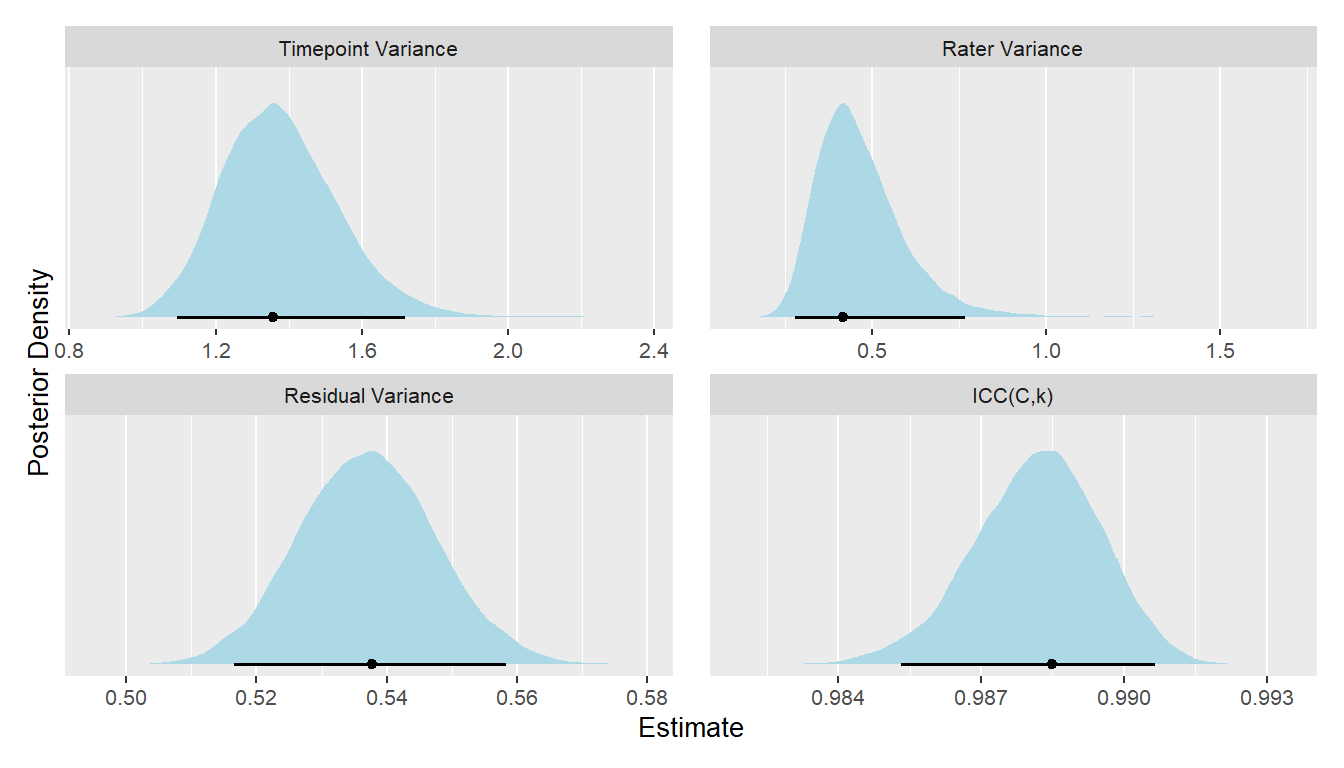 Timepoint Variance
Rater Variance
0.8 1.2 1.6 2.0 2.4
0.5 1.0 1.5
Residual Variance
ICC(C,k)
0.50 0.52 0.54 0.56 0.58
0.984 0.987 0.990 0.993
Posterior Density
Estimate